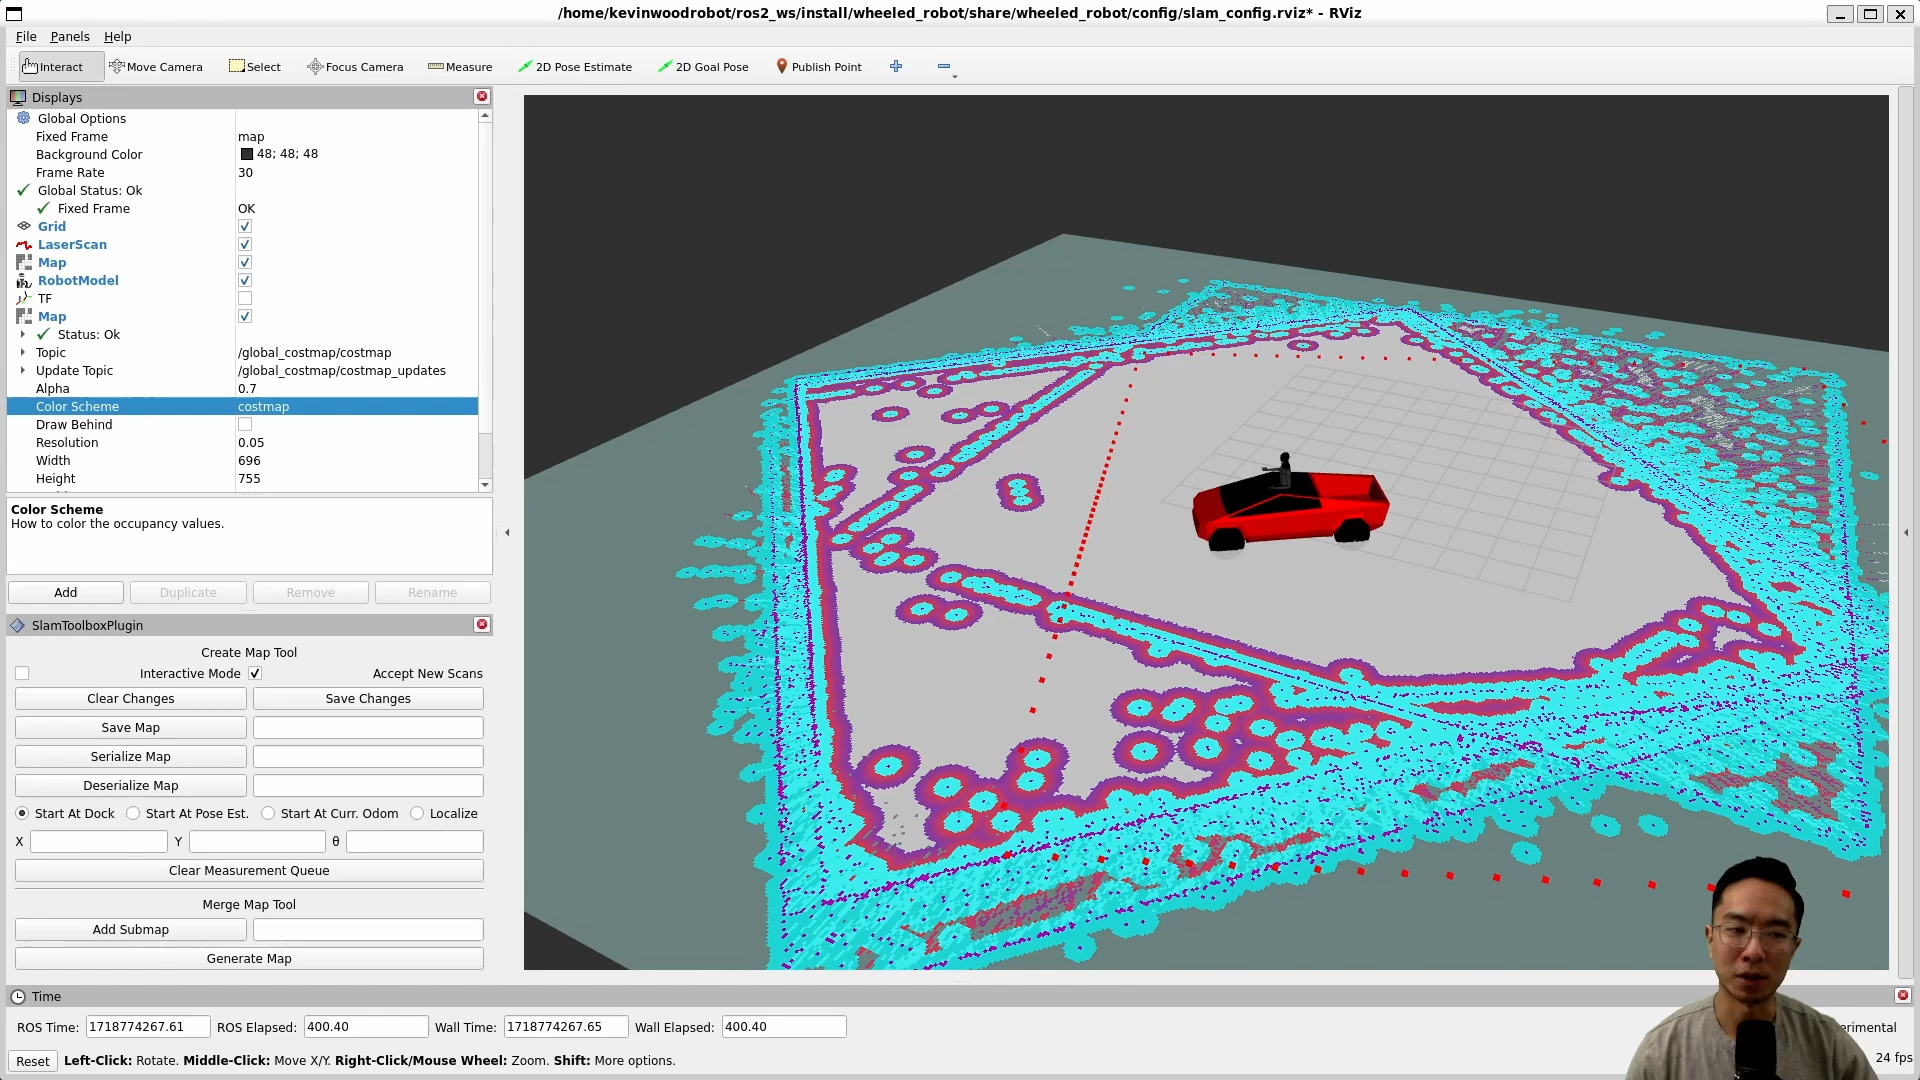 /home/kevinwoodrobot/ros2_ws/install/wheeled_robot/share/wheeled_robot/config/slam_config.rviz* - RViz
File Panels Help
Interact Move Camera Select Focus Camera Measure 2D Pose Estimate 2D Goal Pose Publish Point
Displays
Global Options
Fixed Frame map
Background Color 48; 48; 48
Frame Rate 30
Global Status: Ok
Fixed Frame OK
Grid
LaserScan
Map
RobotModel
TF
Map
Status: Ok
Topic /global_costmap/costmap
Update Topic /global_costmap/costmap_updates
Alpha 0.7
Color Scheme costmap
Draw Behind
Resolution 0.05
Width 696
Height 755
Color Scheme
How to color the occupancy values.
Add Duplicate Remove Rename
SlamToolboxPlugin
Create Map Tool
Interactive Mode Accept New Scans
Clear Changes Save Changes
Save Map
Serialize Map
Deserialize Map
Start At Dock Start At Pose Est. Start At Curr. Odom Localize
X Y θ
Clear Measurement Queue
Merge Map Tool
Add Submap
Generate Map
Time
ROS Time: 1718774267.61 ROS Elapsed: 400.40 Wall Time: 1718774267.65 Wall Elapsed: 400.40
Reset Left-Click: Rotate. Middle-Click: Move X/Y. Right-Click/Mouse Wheel: Zoom. Shift: More options. 24 fps